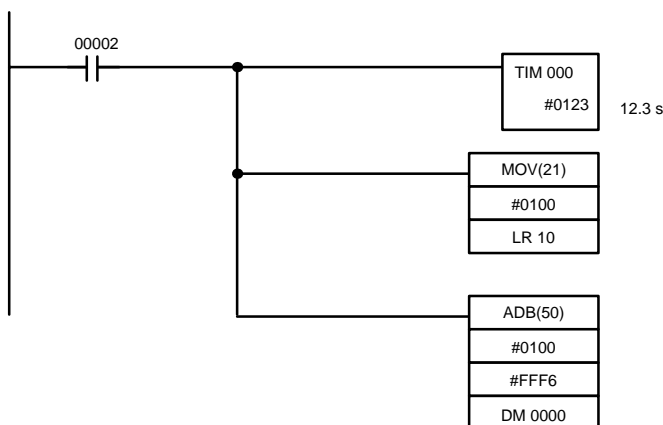 00002
TIM 000
#0123
12.3 s
MOV(21)
#0100
LR 10
ADB(50)
#0100
#FFF6
DM 0000